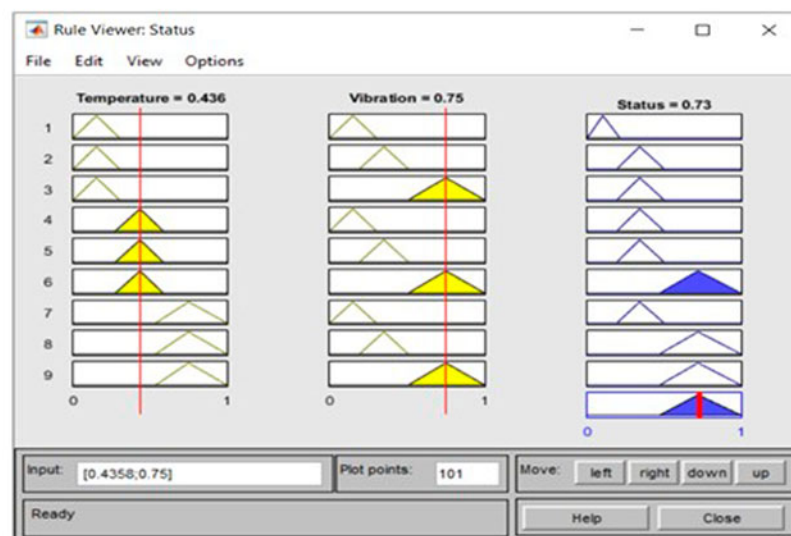 Rule Viewer: Status
File Edit View Options
Temperature = 0.436 Vibration = 0.75 Status = 0.73
1
2
3
4
5
6
7
8
9
0 1 0 1
0 1
Input: [0.4358;0.75] Plot points: 101 Move: left right down up
Ready Help Close